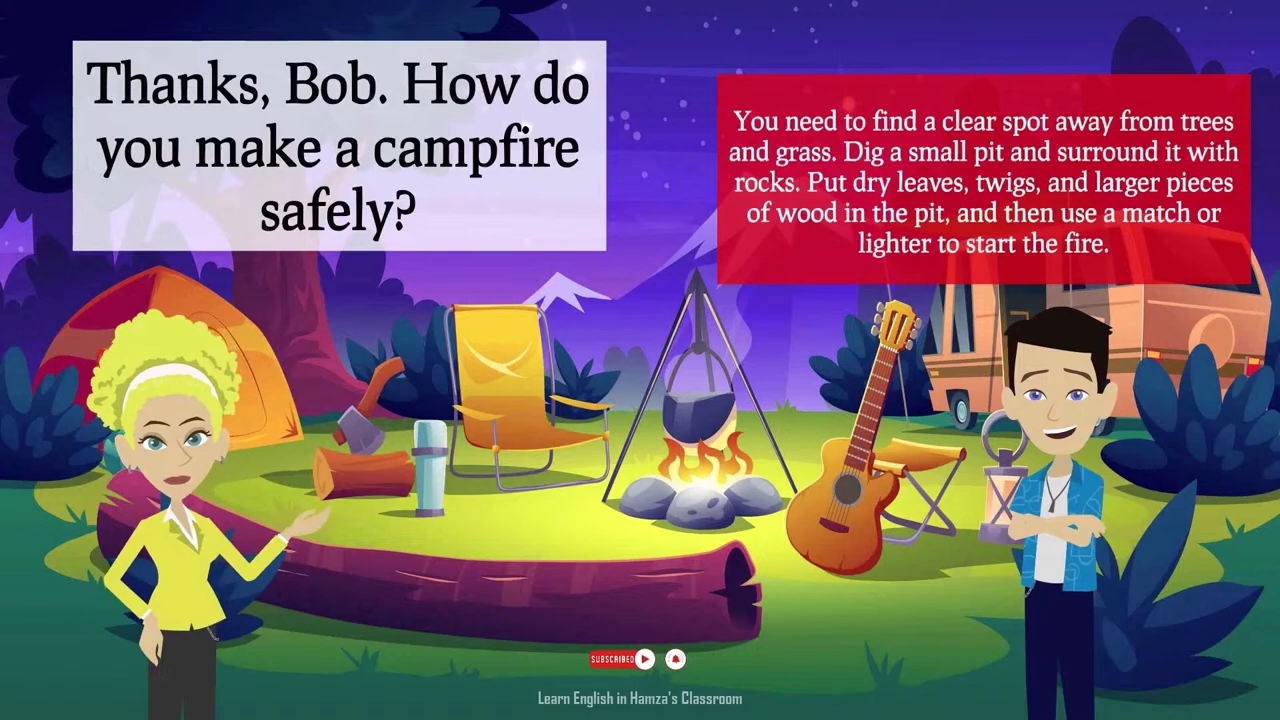 Thanks, Bob. How do
you make a campfire
safely?
You need to find a clear spot away from trees
and grass. Dig a small pit and surround it with
rocks. Put dry leaves, twigs, and larger pieces
of wood in the pit, and then use a match or
lighter to start the fire.
SUBSCRIBED
Learn English in Hamza's Classroom